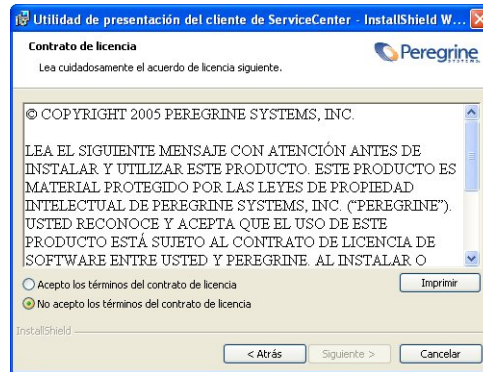 Utilidad de presentación del cliente de ServiceCenter - InstallShield W...
Contrato de licencia
Lea cuidadosamente el acuerdo de licencia siguiente.
Peregrine
SYSTEMS
© COPYRIGHT 2005 PEREGRINE SYSTEMS, INC.
LEA EL SIGUIENTE MENSAJE CON ATENCIÓN ANTES DE
INSTALAR Y UTILIZAR ESTE PRODUCTO. ESTE PRODUCTO ES
MATERIAL PROTEGIDO POR LAS LEYES DE PROPIEDAD
INTELECTUAL DE PEREGRINE SYSTEMS, INC. (“PEREGRINE”).
USTED RECONOCE Y ACEPTA QUE EL USO DE ESTE
PRODUCTO ESTÁ SUJETO AL CONTRATO DE LICENCIA DE
SOFTWARE ENTRE USTED Y PEREGRINE. AL INSTALAR O
Acepto los términos del contrato de licencia
Imprimir
No acepto los términos del contrato de licencia
InstallShield
< Atrás
Siguiente >
Cancelar